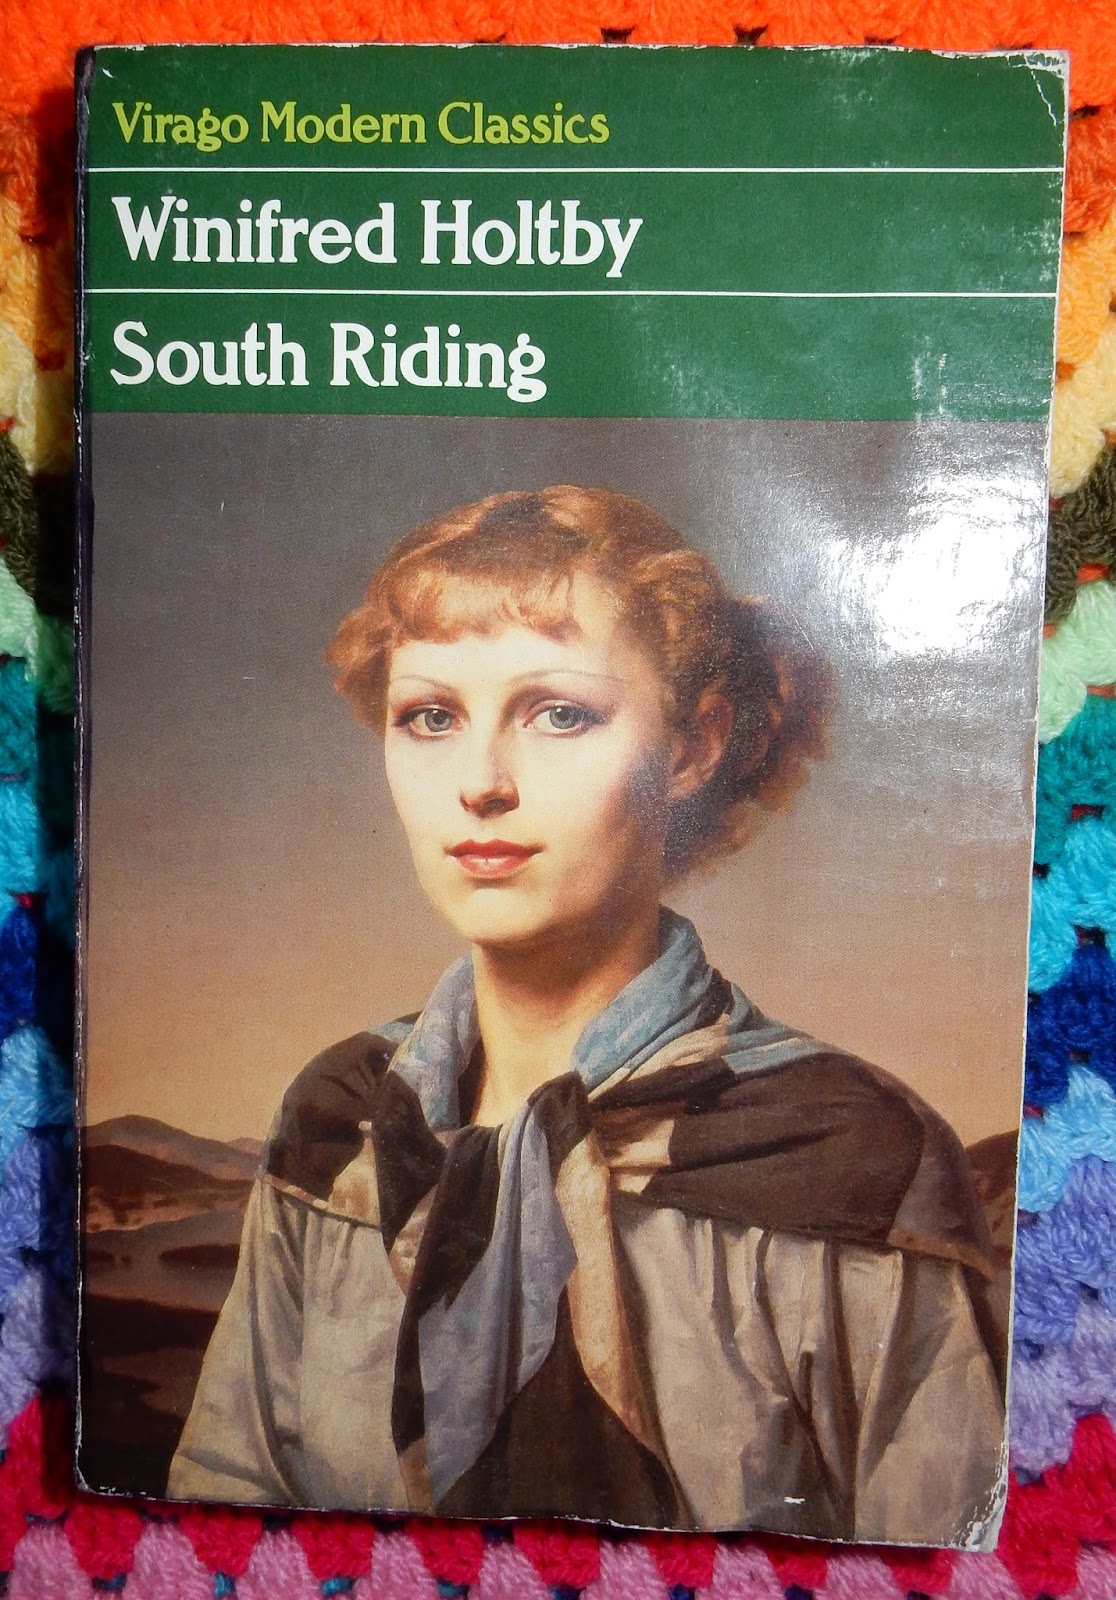 Virago Modern Classics
Winifred Holtby
South Riding